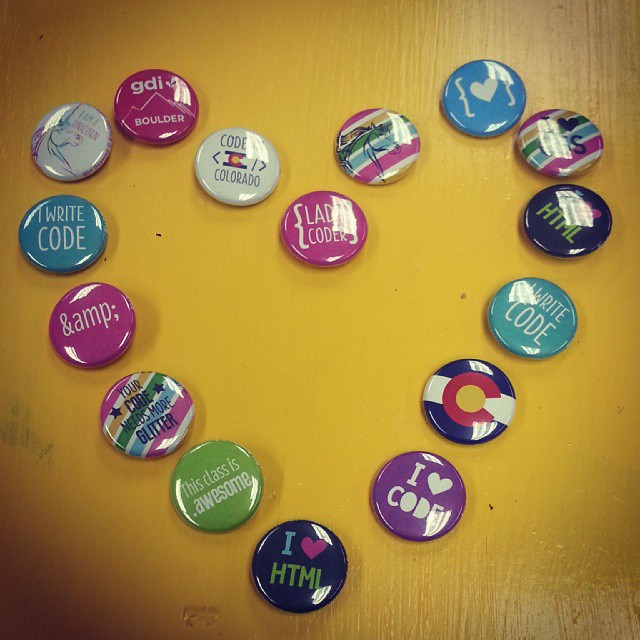 gdi
BOULDER
I AM A
UNICORN
CODE
< />
COLORADO
{ }
I
CSS
{LADY
CODER}
I WRITE
CODE
I
HTML
&amp;
I WRITE
CODE
YOUR
CODE
NEEDS MORE
GLITTER
C
This class is
.awesome
I
CODE
I
HTML